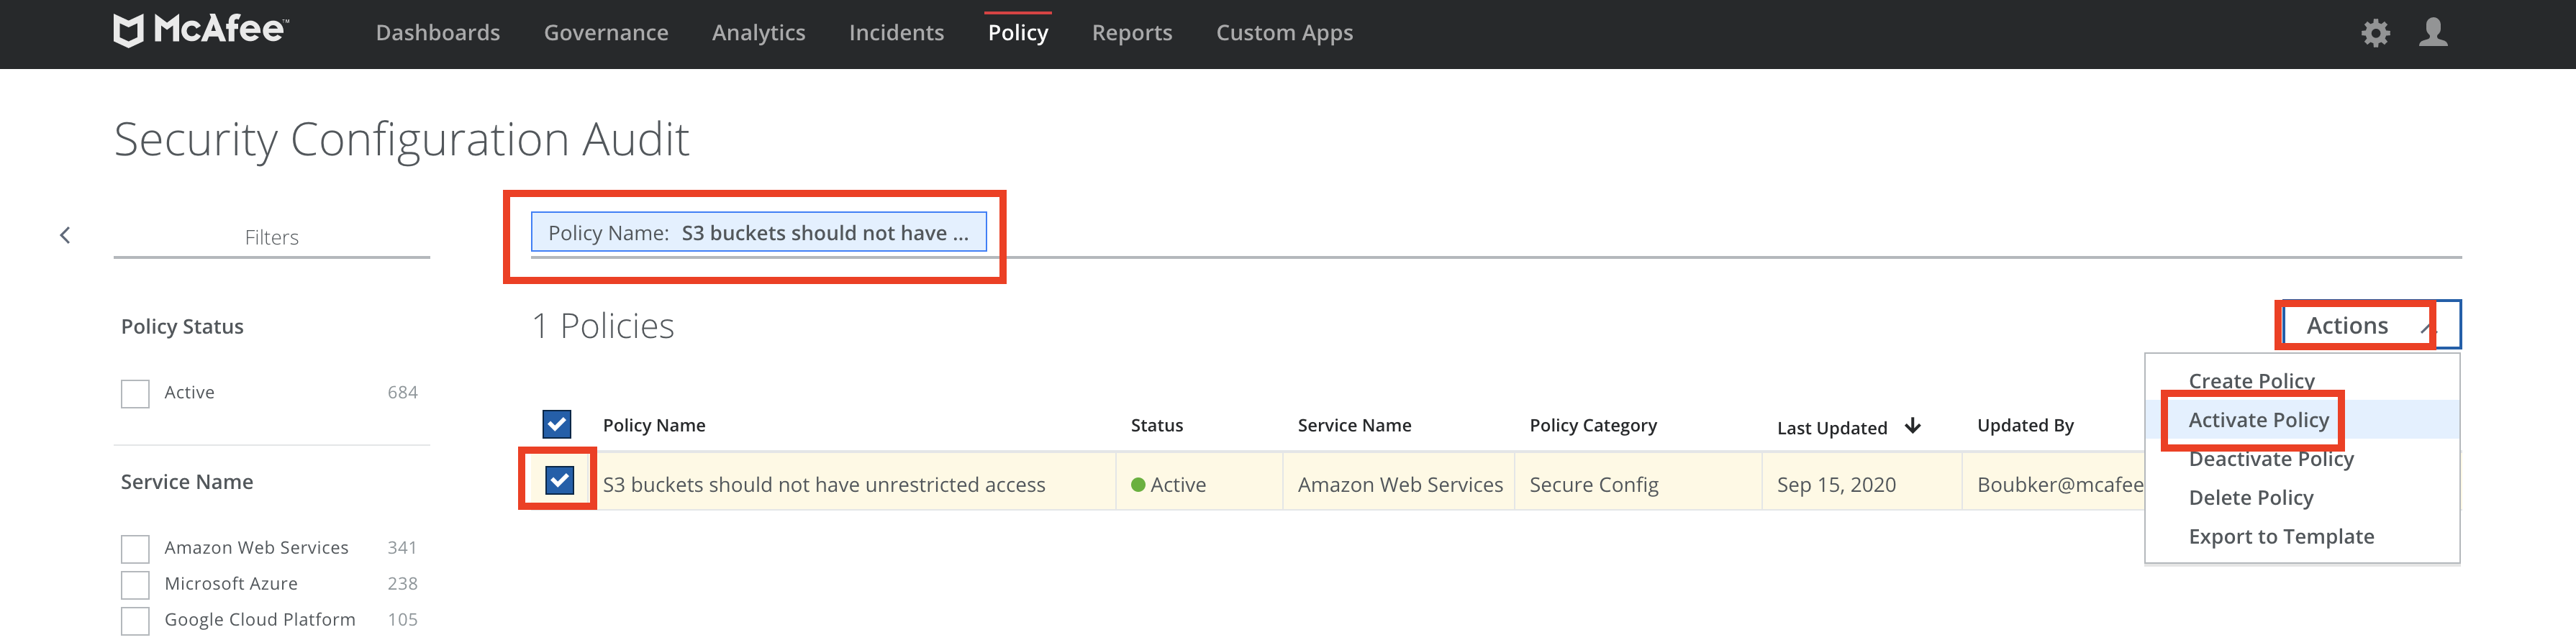 McAfee™ Dashboards Governance Analytics Incidents Policy Reports Custom Apps
Security Configuration Audit
Filters
Policy Name: S3 buckets should not have ...
Policy Status
Active 684
Service Name
Amazon Web Services 341
Microsoft Azure 238
Google Cloud Platform 105
1 Policies
Actions
Create Policy
Activate Policy
Deactivate Policy
Delete Policy
Export to Template
Policy Name Status Service Name Policy Category Last Updated Updated By
S3 buckets should not have unrestricted access Active Amazon Web Services Secure Config Sep 15, 2020 Boubker@mcafee